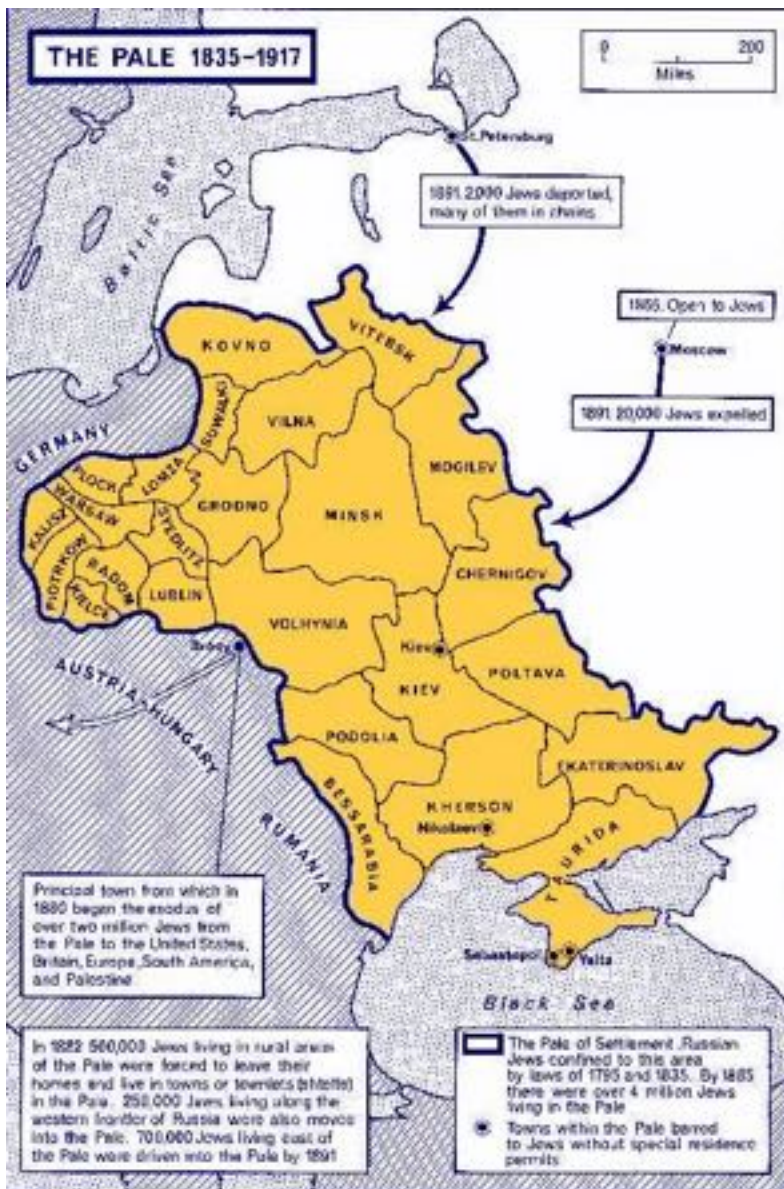 THE PALE 1835-1917
0 200
Miles
St. Petersburg
1891. 2,000 Jews deported,
many of them in chains
Baltic Sea
1865. Open to Jews
Moscow
1891. 20,000 Jews expelled
KOVNO
VITEBSK
SUWALKI
VILNA
MOGILEV
GERMANY
PLOCK
LOMZA
GRODNO
MINSK
WARSAW
SYEDLITZ
KALISZ
PIOTRKOW
RADOM
KIELCE
LUBLIN
CHERNIGOV
VOLHYNIA
Kiev
POLTAVA
Brody
KIEV
AUSTRIA-HUNGARY
PODOLIA
EKATERINOSLAV
BESSARABIA
KHERSON
Nikolaev
RUMANIA
TAURIDA
Sebastopol
Yalta
Black Sea
Principal town from which in
1880 began the exodus of
over two million Jews from
the Pale to the United States,
Britain, Europe, South America,
and Palestine
In 1882 500,000 Jews living in rural areas
of the Pale were forced to leave their
homes and live in towns or townlets (shtetls)
in the Pale. 250,000 Jews living along the
western frontier of Russia were also moved
into the Pale. 700,000 Jews living east of
the Pale were driven into the Pale by 1891
The Pale of Settlement. Russian
Jews confined to this area
by laws of 1795 and 1835. By 1885
there were over 4 million Jews
living in the Pale
Towns within the Pale barred
to Jews without special residence
permits